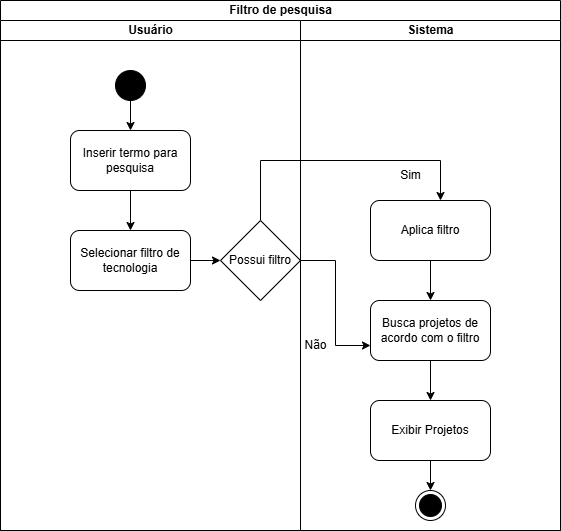 Filtro de pesquisa
Usuário
Sistema
Inserir termo para
pesquisa
Selecionar filtro de
tecnologia
Possui filtro
Sim
Aplica filtro
Não
Busca projetos de
acordo com o filtro
Exibir Projetos